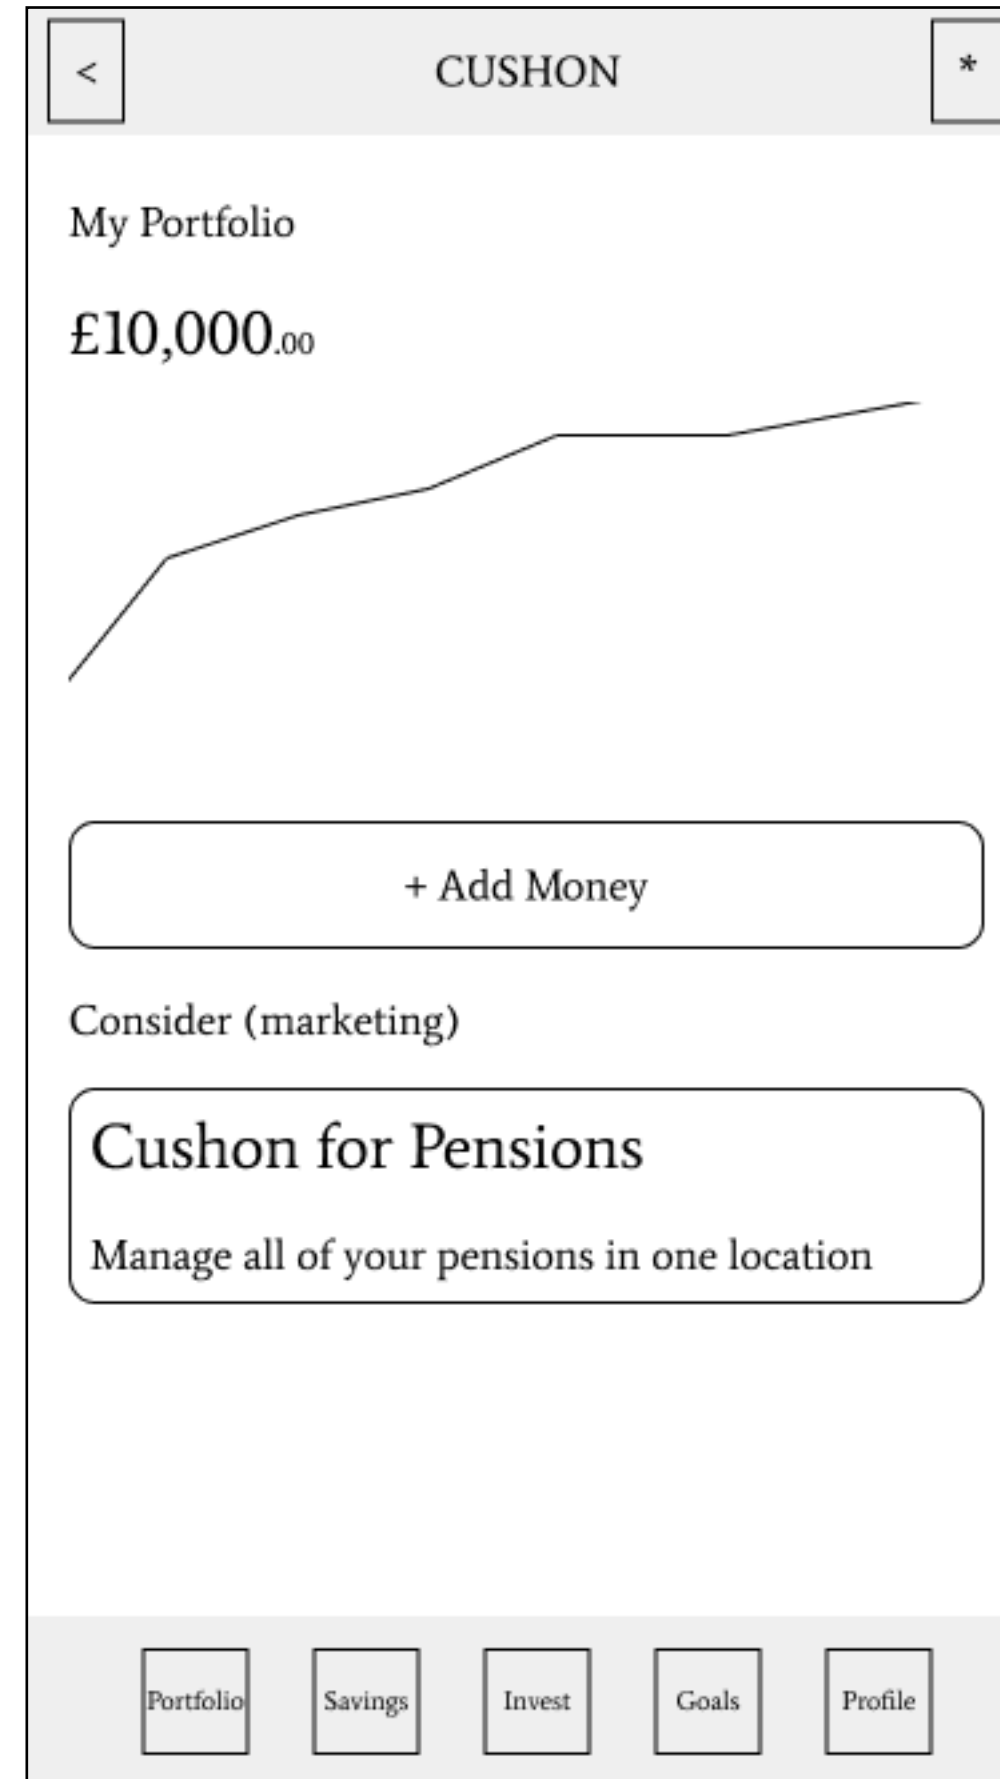 <
CUSHON
*
My Portfolio
£10,000.00
+ Add Money
Consider (marketing)
Cushon for Pensions
Manage all of your pensions in one location
Portfolio
Savings
Invest
Goals
Profile